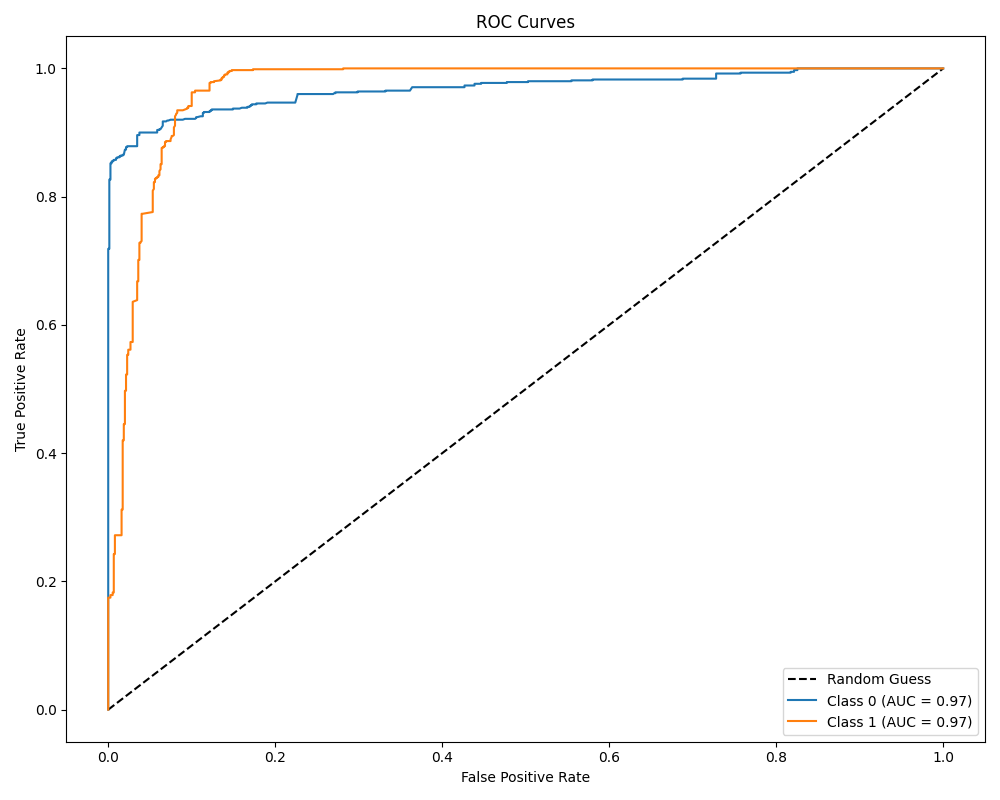 ROC Curves
True Positive Rate
1.0
0.8
0.6
0.4
0.2
0.0
0.0 0.2 0.4 0.6 0.8 1.0
False Positive Rate
Random Guess
Class 0 (AUC = 0.97)
Class 1 (AUC = 0.97)